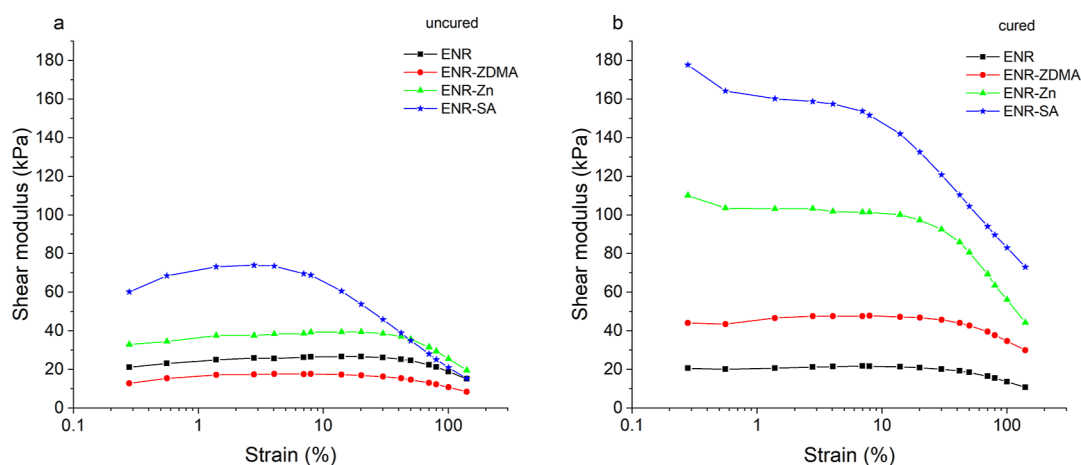 a
uncured
ENR
ENR-ZDMA
ENR-Zn
ENR-SA
180
160
140
120
100
80
60
40
20
0
Shear modulus (kPa)
0.1
1
10
100
Strain (%)
b
cured
ENR
ENR-ZDMA
ENR-Zn
ENR-SA
180
160
140
120
100
80
60
40
20
0
Shear modulus (kPa)
0.1
1
10
100
Strain (%)